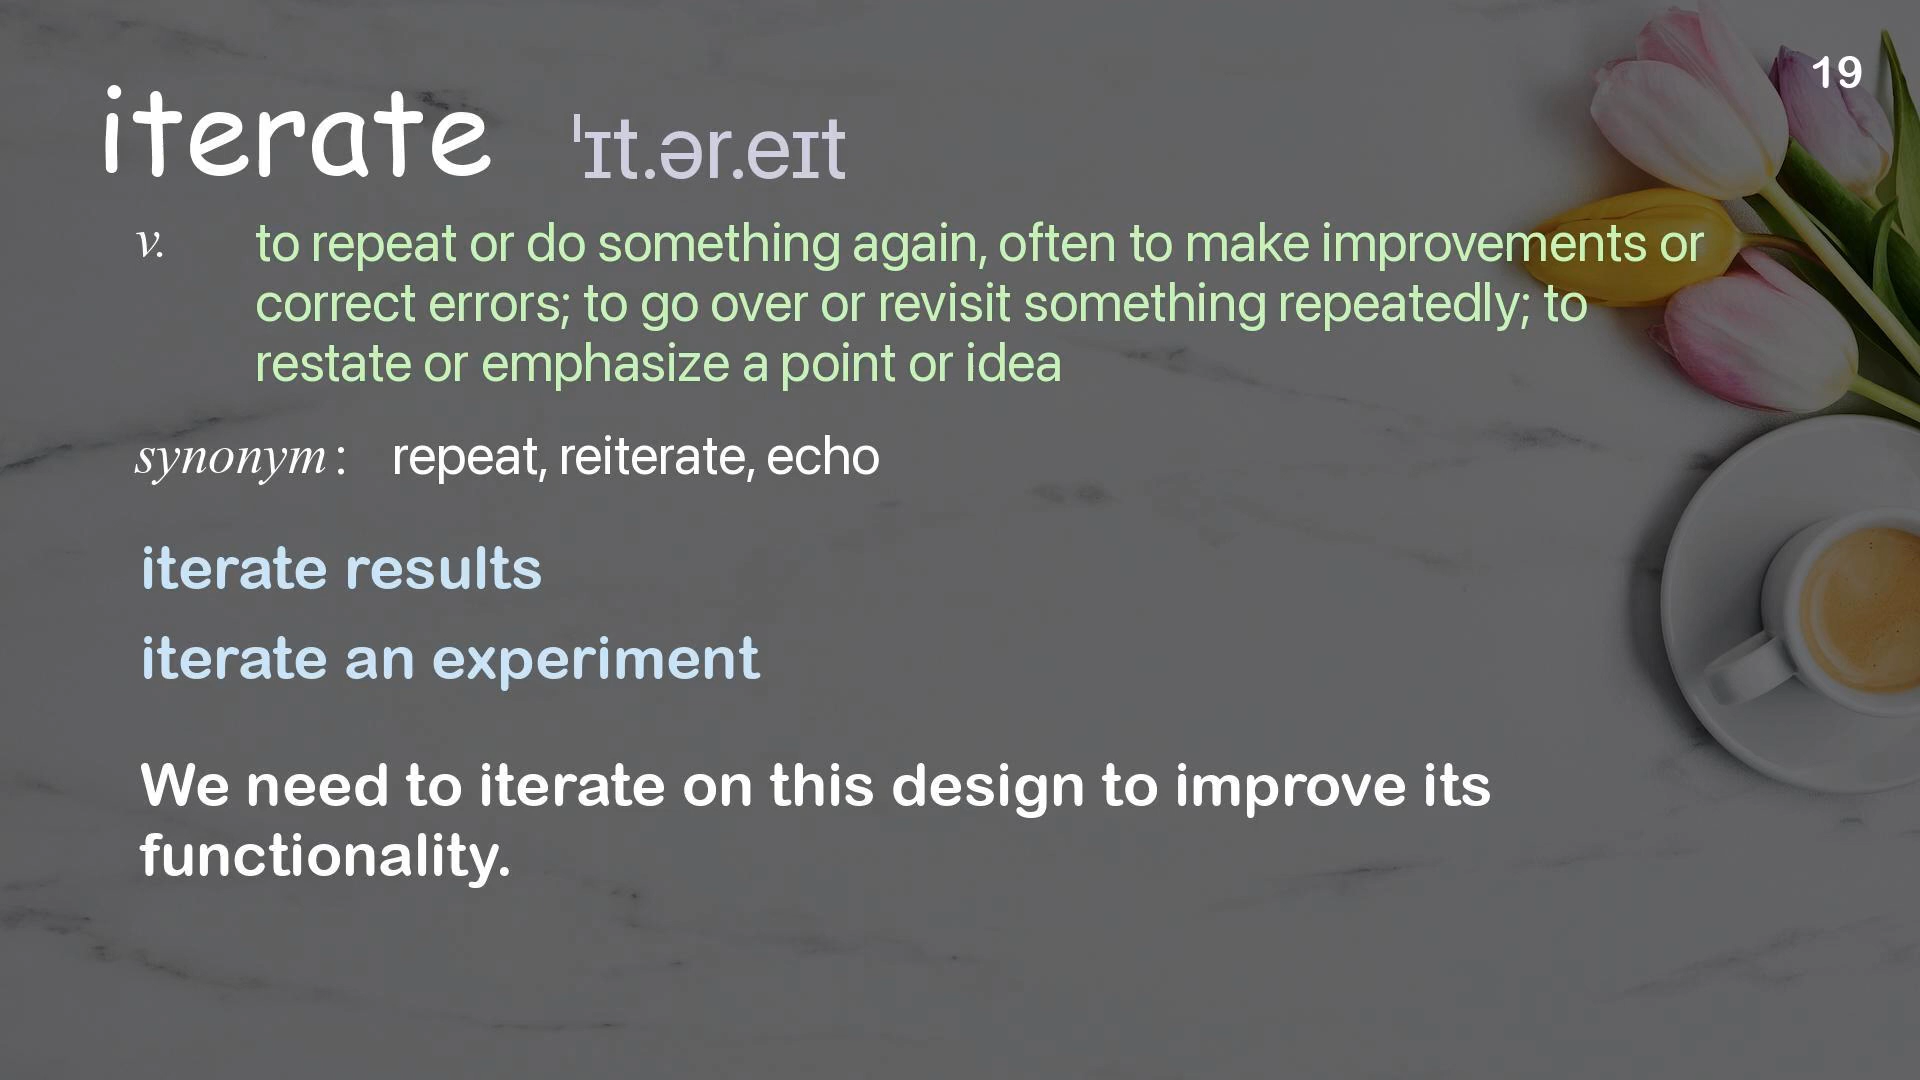 19
iterate ˈɪt.ər.eɪt
v. to repeat or do something again, often to make improvements or
correct errors; to go over or revisit something repeatedly; to
restate or emphasize a point or idea
synonym: repeat, reiterate, echo
iterate results
iterate an experiment
We need to iterate on this design to improve its
functionality.